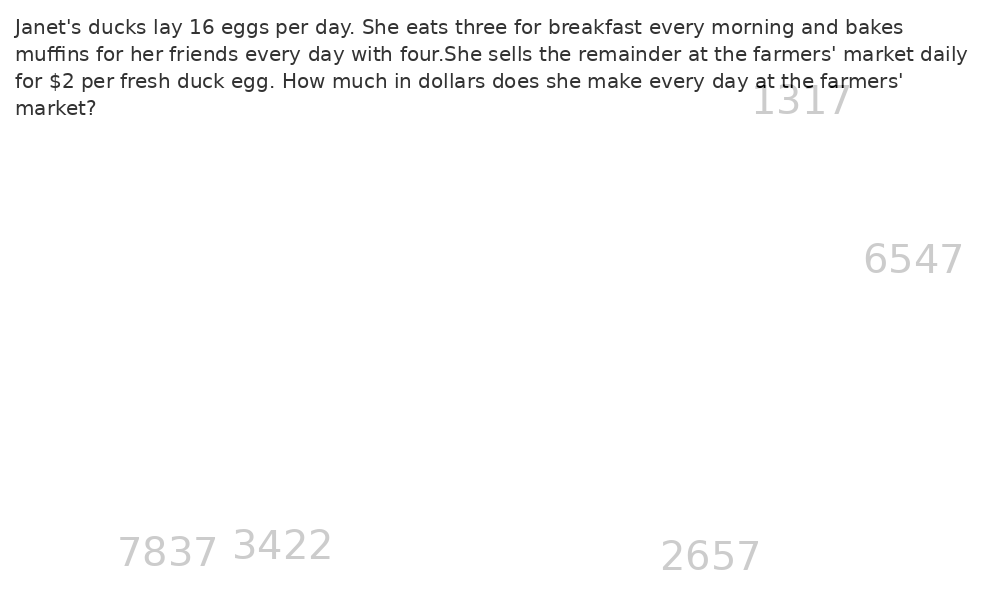 Janet's ducks lay 16 eggs per day. She eats three for breakfast every morning and bakes
muffins for her friends every day with four.She sells the remainder at the farmers' market daily
for $2 per fresh duck egg. How much in dollars does she make every day at the farmers'
market?
1317
6547
7837 3422
2657